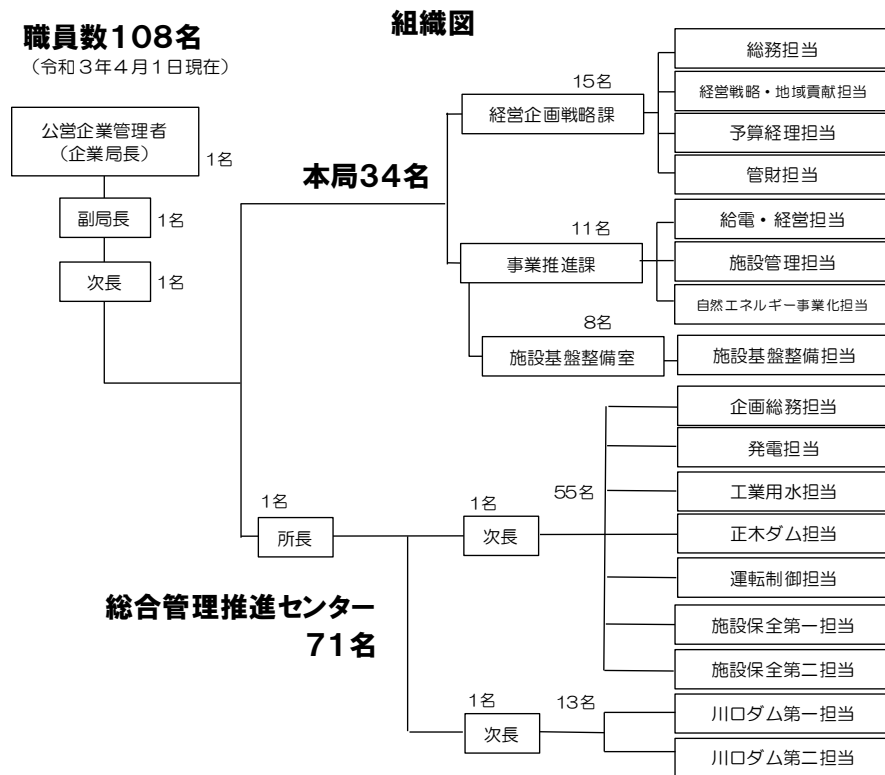 組織図
職員数108名
（令和３年４月１日現在）
公営企業管理者
（企業局長）
1名
副局長
1名
次長
1名
本局34名
15名
経営企画戦略課
総務担当
経営戦略・地域貢献担当
予算経理担当
管財担当
11名
事業推進課
給電・経営担当
施設管理担当
自然エネルギー事業化担当
8名
施設基盤整備室
施設基盤整備担当
総合管理推進センター
71名
1名
所長
1名
次長
55名
企画総務担当
発電担当
工業用水担当
正木ダム担当
運転制御担当
施設保全第一担当
施設保全第二担当
1名
次長
13名
川口ダム第一担当
川口ダム第二担当